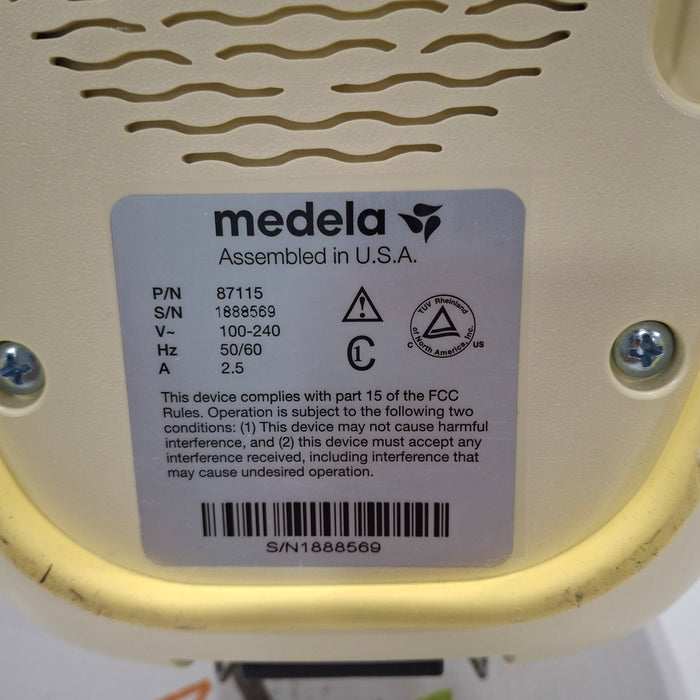 medela
Assembled in U.S.A.
P/N 87115
S/N 1888569
V~ 100-240
Hz 50/60
A 2.5
TUV Rheinland
of North America, Inc.
C US
1
This device complies with part 15 of the FCC
Rules. Operation is subject to the following two
conditions: (1) This device may not cause harmful
interference, and (2) this device must accept any
interference received, including interference that
may cause undesired operation.
S/N1888569